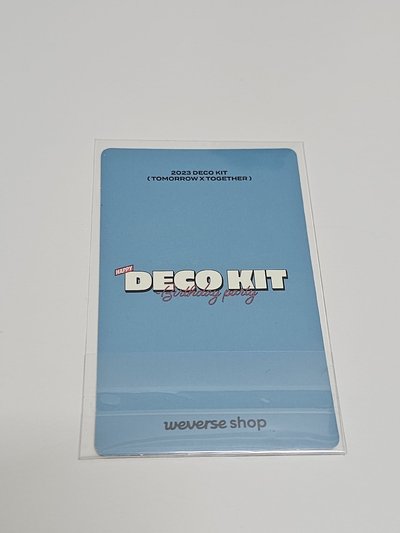 2023 DECO KIT
( TOMORROW X TOGETHER )
HAPPY
DECO KIT
Birthday party
weverse shop